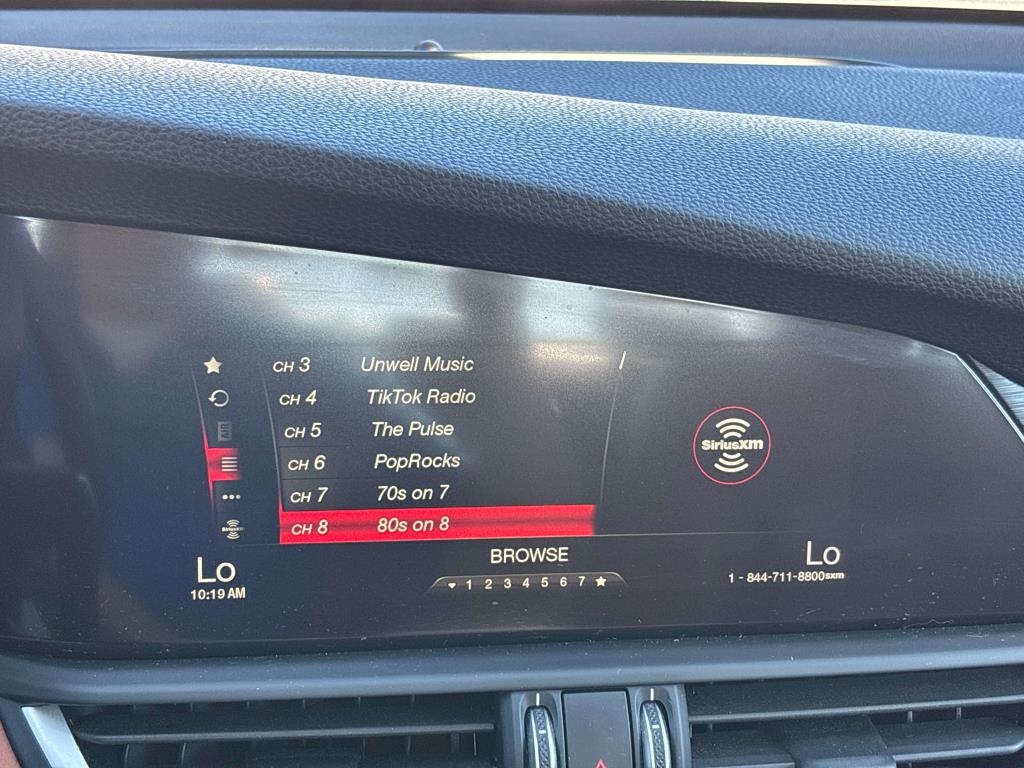 CH 3 Unwell Music
CH 4 TikTok Radio
CH 5 The Pulse
CH 6 PopRocks
CH 7 70s on 7
CH 8 80s on 8
SiriusXM
SiriusXM
Lo
10:19 AM
BROWSE
1 2 3 4 5 6 7
Lo
1 - 844-711-8800sxm